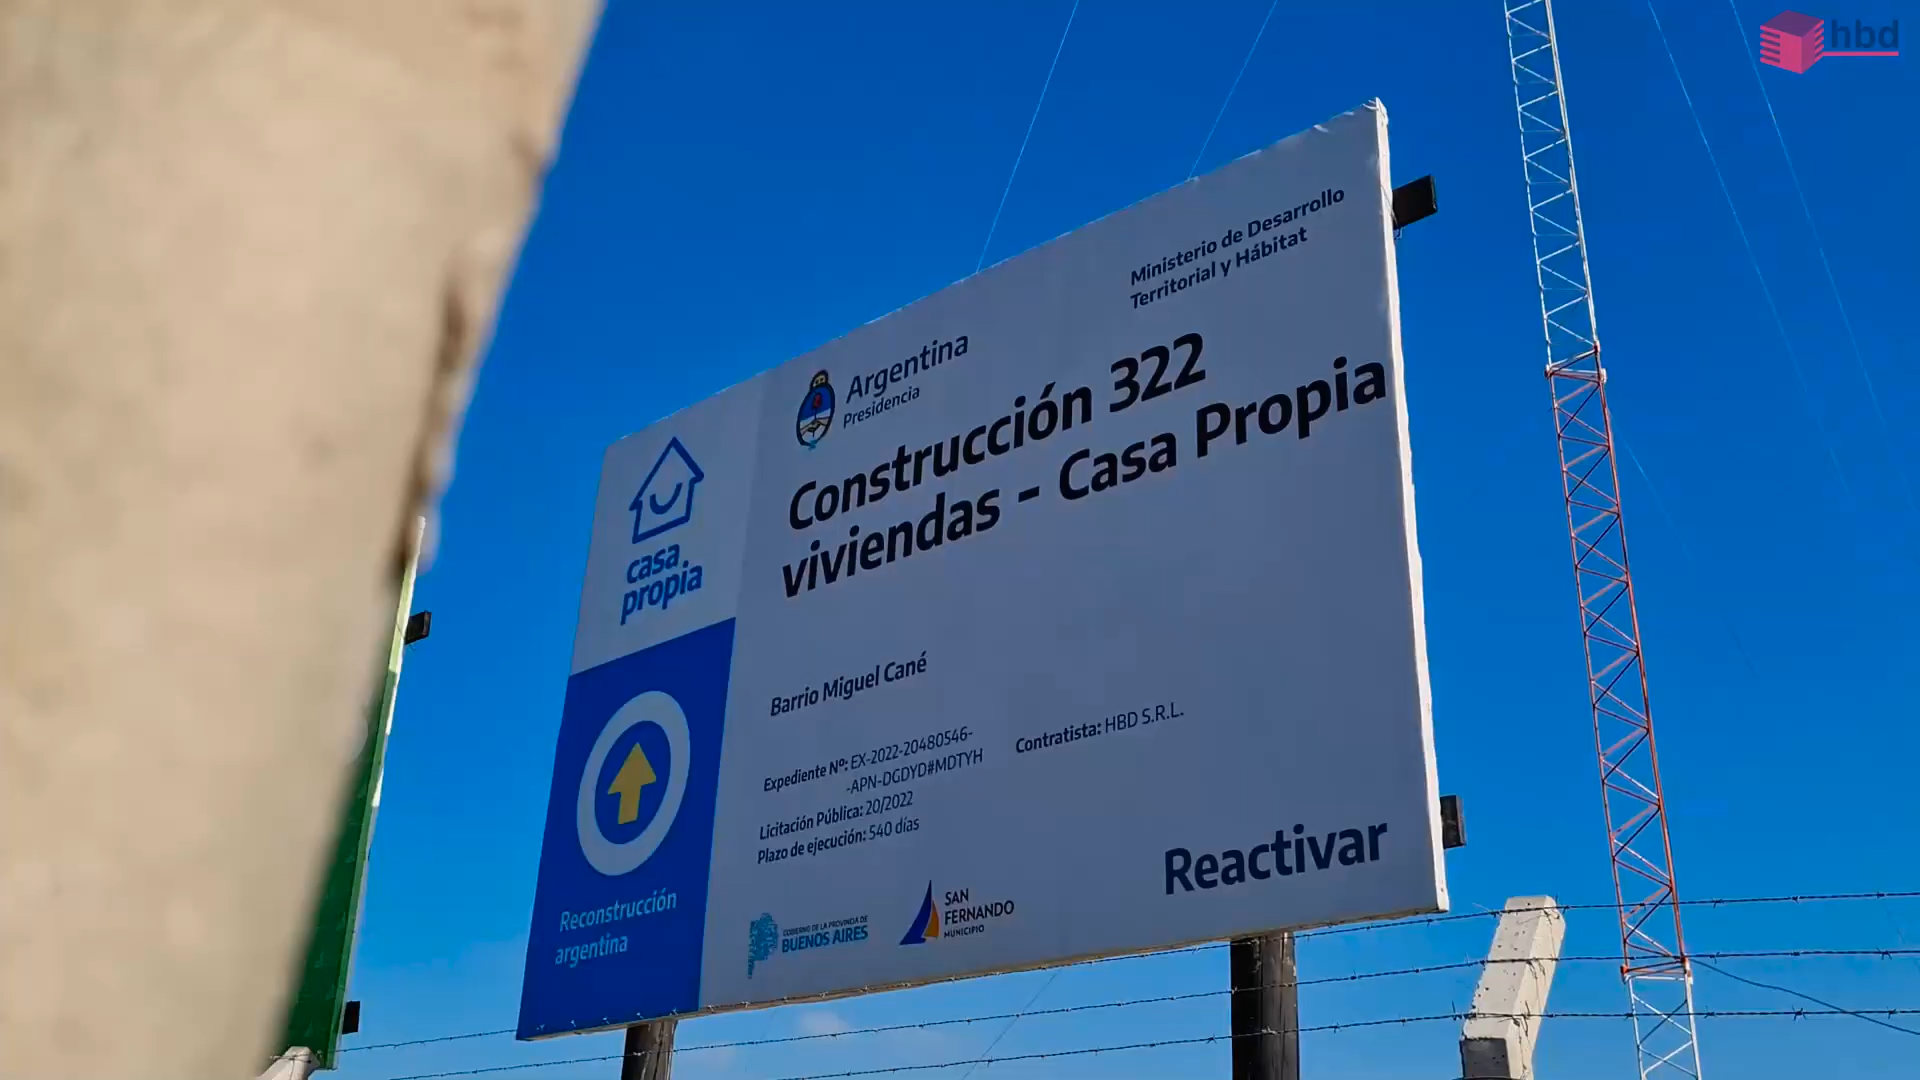 hbd
Ministerio de Desarrollo
Territorial y Hábitat
Argentina
Presidencia
Construcción 322
viviendas - Casa Propia
casa
propia
Barrio Miguel Cané
Expediente Nº: EX-2022-20480546-
-APN-DGDYD#MDTYH
Contratista: HBD S.R.L.
Licitación Pública: 20/2022
Plazo de ejecución: 540 días
Reconstrucción
argentina
GOBIERNO DE LA PROVINCIA DE
BUENOS AIRES
SAN
FERNANDO
MUNICIPIO
Reactivar